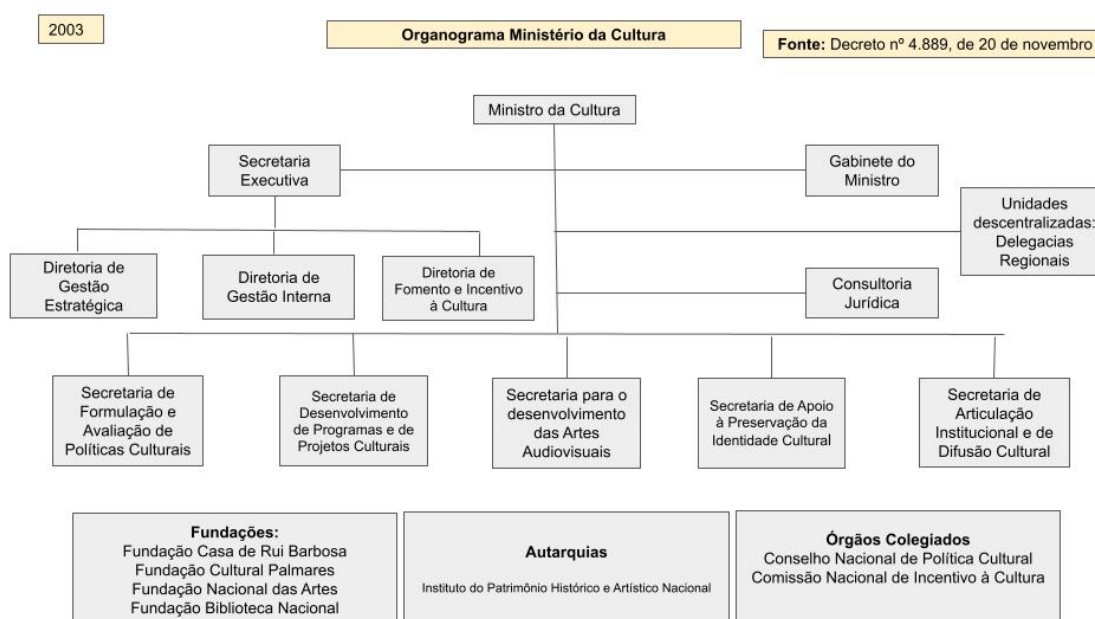 2003
Organograma Ministério da Cultura
Fonte: Decreto nº 4.889, de 20 de novembro
Ministro da Cultura
Secretaria
Executiva
Gabinete do
Ministro
Unidades
descentralizadas:
Delegacias
Regionais
Diretoria de
Gestão
Estratégica
Diretoria de
Gestão Interna
Diretoria de
Fomento e Incentivo
à Cultura
Consultoria
Jurídica
Secretaria de
Formulação e
Avaliação de
Políticas Culturais
Secretaria de
Desenvolvimento
de Programas e de
Projetos Culturais
Secretaria para o
desenvolvimento
das Artes
Audiovisuais
Secretaria de Apoio
à Preservação da
Identidade Cultural
Secretaria de
Articulação
Institucional e de
Difusão Cultural
Fundações:
Fundação Casa de Rui Barbosa
Fundação Cultural Palmares
Fundação Nacional das Artes
Fundação Biblioteca Nacional
Autarquias
Instituto do Patrimônio Histórico e Artístico Nacional
Órgãos Colegiados
Conselho Nacional de Política Cultural
Comissão Nacional de Incentivo à Cultura